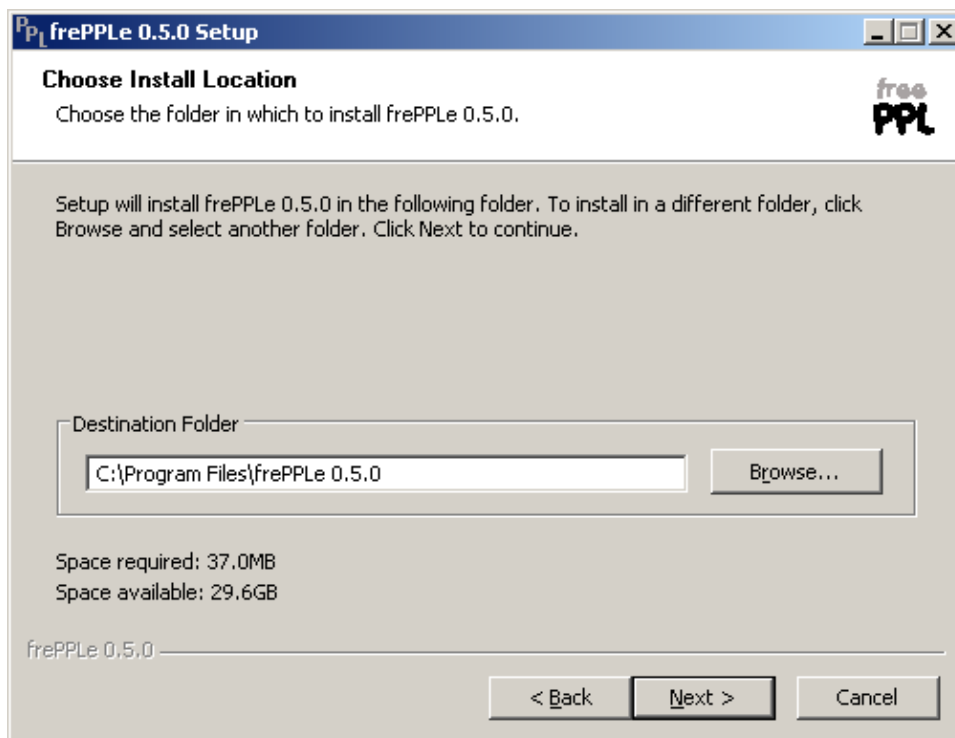 PPL frePPLe 0.5.0 Setup
Choose Install Location
Choose the folder in which to install frePPLe 0.5.0.
free
PPL
Setup will install frePPLe 0.5.0 in the following folder. To install in a different folder, click
Browse and select another folder. Click Next to continue.
Destination Folder
C:\Program Files\frePPLe 0.5.0
Browse...
Space required: 37.0MB
Space available: 29.6GB
frePPLe 0.5.0
< Back
Next >
Cancel